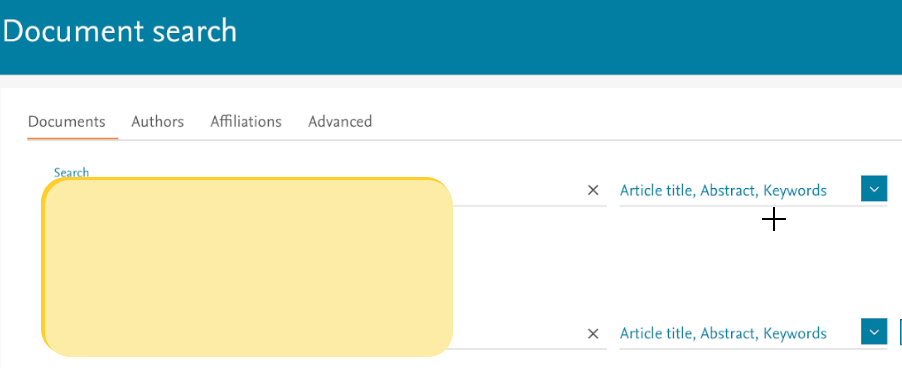 Document search
Documents Authors Affiliations Advanced
Search
Article title, Abstract, Keywords
Article title, Abstract, Keywords